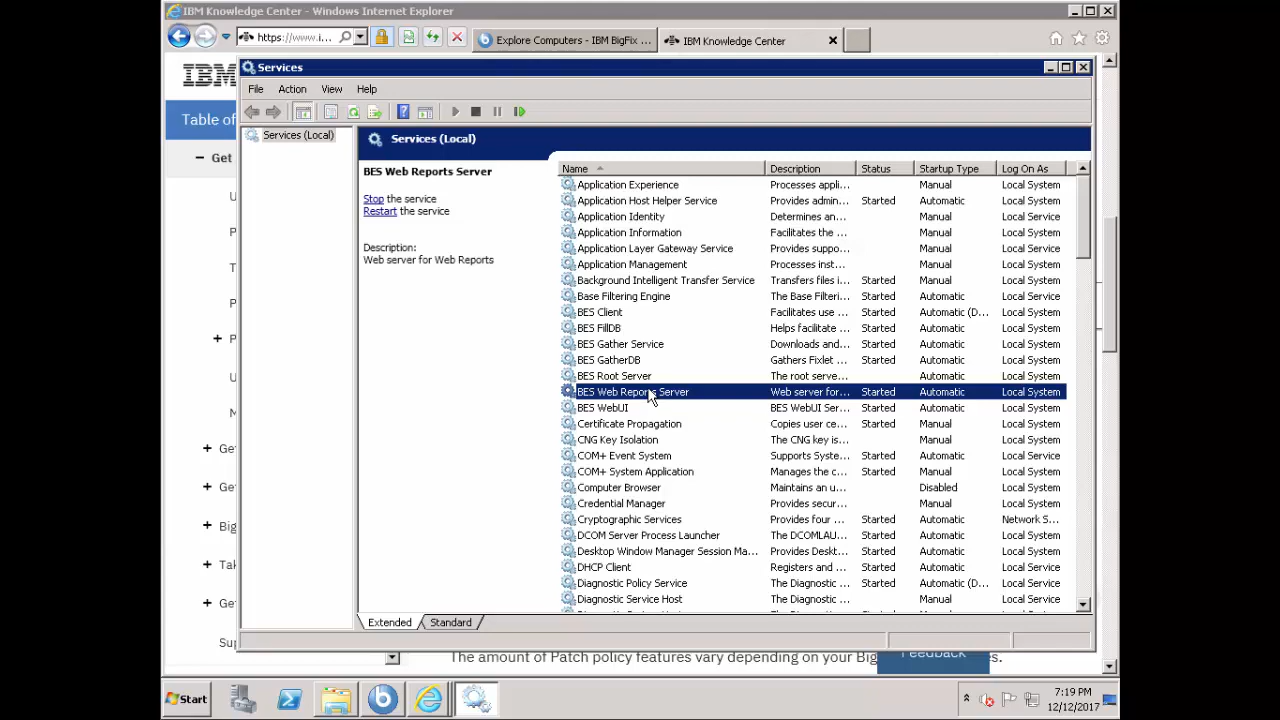 IBM Knowledge Center - Windows Internet Explorer
https://www.i...
Explore Computers - IBM BigFix ...
IBM Knowledge Center
IBM
Services
File Action View Help
Table of
Get
Services (Local)
Services (Local)
BES Web Reports Server
Stop the service
Restart the service
Description:
Web server for Web Reports
Name Description Status Startup Type Log On As
Application Experience Processes appli... Manual Local System
Application Host Helper Service Provides admin... Started Automatic Local System
Application Identity Determines an... Manual Local Service
Application Information Facilitates the ... Manual Local System
Application Layer Gateway Service Provides suppo... Manual Local Service
Application Management Processes inst... Manual Local System
Background Intelligent Transfer Service Transfers files i... Started Manual Local System
Base Filtering Engine The Base Filteri... Started Automatic Local Service
BES Client Facilitates use ... Started Automatic (D... Local System
BES FillDB Helps facilitate ... Started Automatic Local System
BES Gather Service Downloads and... Started Automatic Local System
BES GatherDB Gathers Fixlet ... Started Automatic Local System
BES Root Server The root serve... Started Automatic Local System
BES Web Reports Server Web server for... Started Automatic Local System
BES WebUI BES WebUI Ser... Started Automatic Local System
Certificate Propagation Copies user ce... Started Manual Local System
CNG Key Isolation The CNG key is... Manual Local System
COM+ Event System Supports Syste... Started Automatic Local Service
COM+ System Application Manages the c... Started Manual Local System
Computer Browser Maintains an u... Disabled Local System
Credential Manager Provides secur... Manual Local System
Cryptographic Services Provides four ... Started Automatic Network S...
DCOM Server Process Launcher The DCOMLAU... Started Automatic Local System
Desktop Window Manager Session Ma... Provides Deskt... Started Automatic Local System
DHCP Client Registers and ... Started Automatic Local Service
Diagnostic Policy Service The Diagnostic ... Started Automatic (D... Local Service
Diagnostic Service Host The Diagnostic ... Manual Local Service
U
P
T
P
P
U
M
Get
Get
Big
Tak
Get
Sup
Extended Standard
The amount of Patch policy features vary depending on your Big
Feedback
es.
Start
7:19 PM
12/12/2017